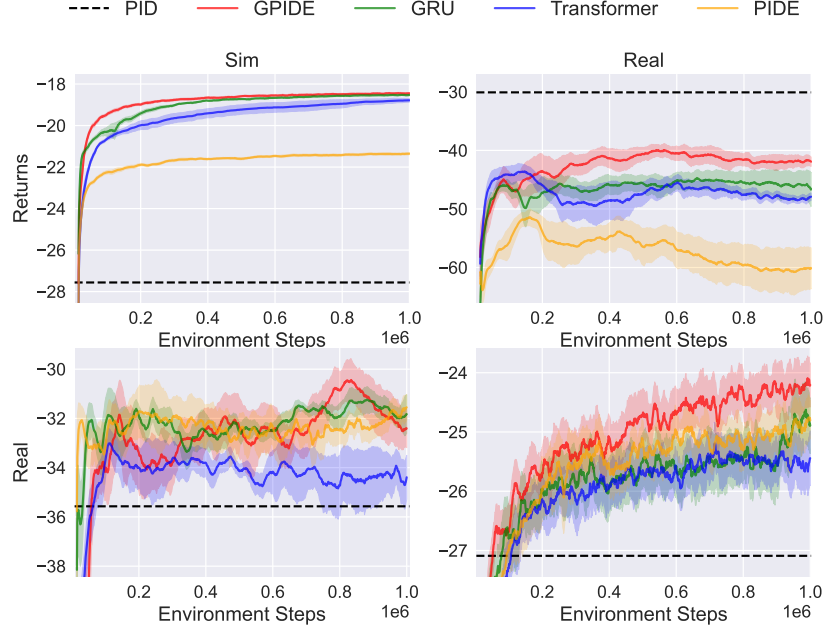 PID GPIDE GRU Transformer PIDE
Sim Real
Returns
−18
−20
−22
−24
−26
−28
0.2 0.4 0.6 0.8 1.0
Environment Steps 1e6
−30
−40
−50
−60
0.2 0.4 0.6 0.8 1.0
Environment Steps 1e6
Real
−30
−32
−34
−36
−38
0.2 0.4 0.6 0.8 1.0
Environment Steps 1e6
−24
−25
−26
−27
0.2 0.4 0.6 0.8 1.0
Environment Steps 1e6